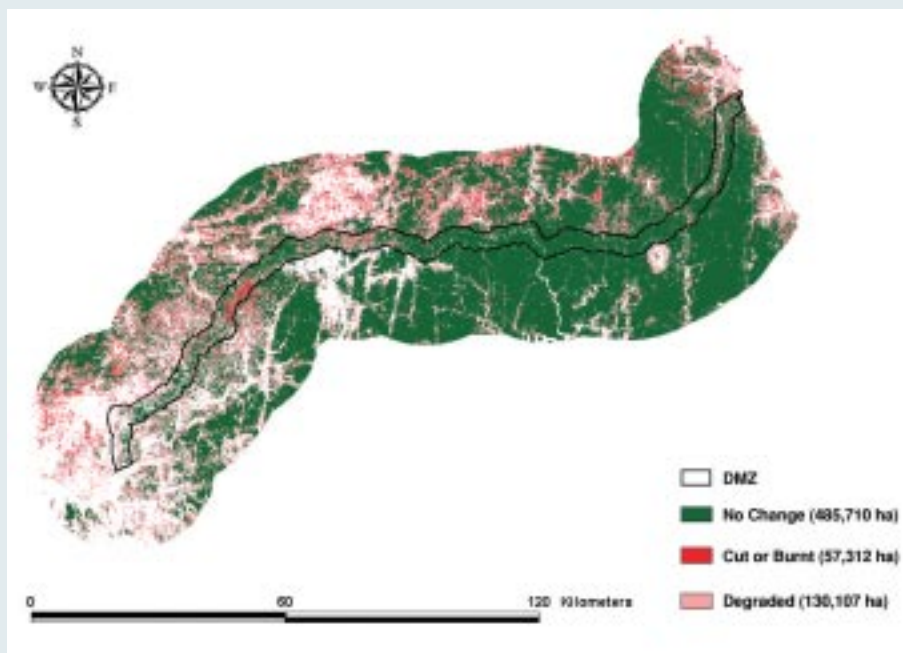 N
W E
S
DMZ
No Change (485,710 ha)
Cut or Burnt (57,312 ha)
Degraded (130,107 ha)
0 60 120 Kilometers